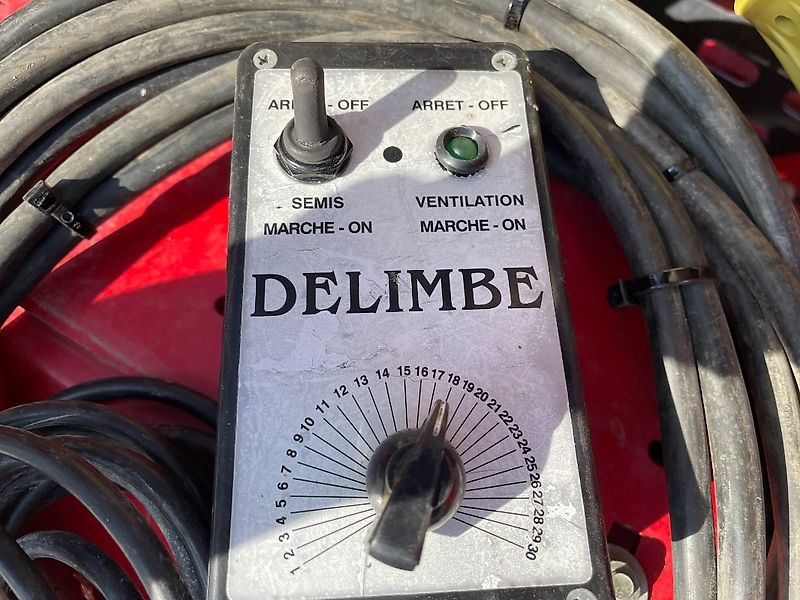 ARRET - OFF
ARRET - OFF
SEMIS
VENTILATION
MARCHE - ON
MARCHE - ON
DELIMBE
1 2 3 4 5 6 7 8 9 10 11 12 13 14 15 16 17 18 19 20 21 22 23 24 25 26 27 28 29 30